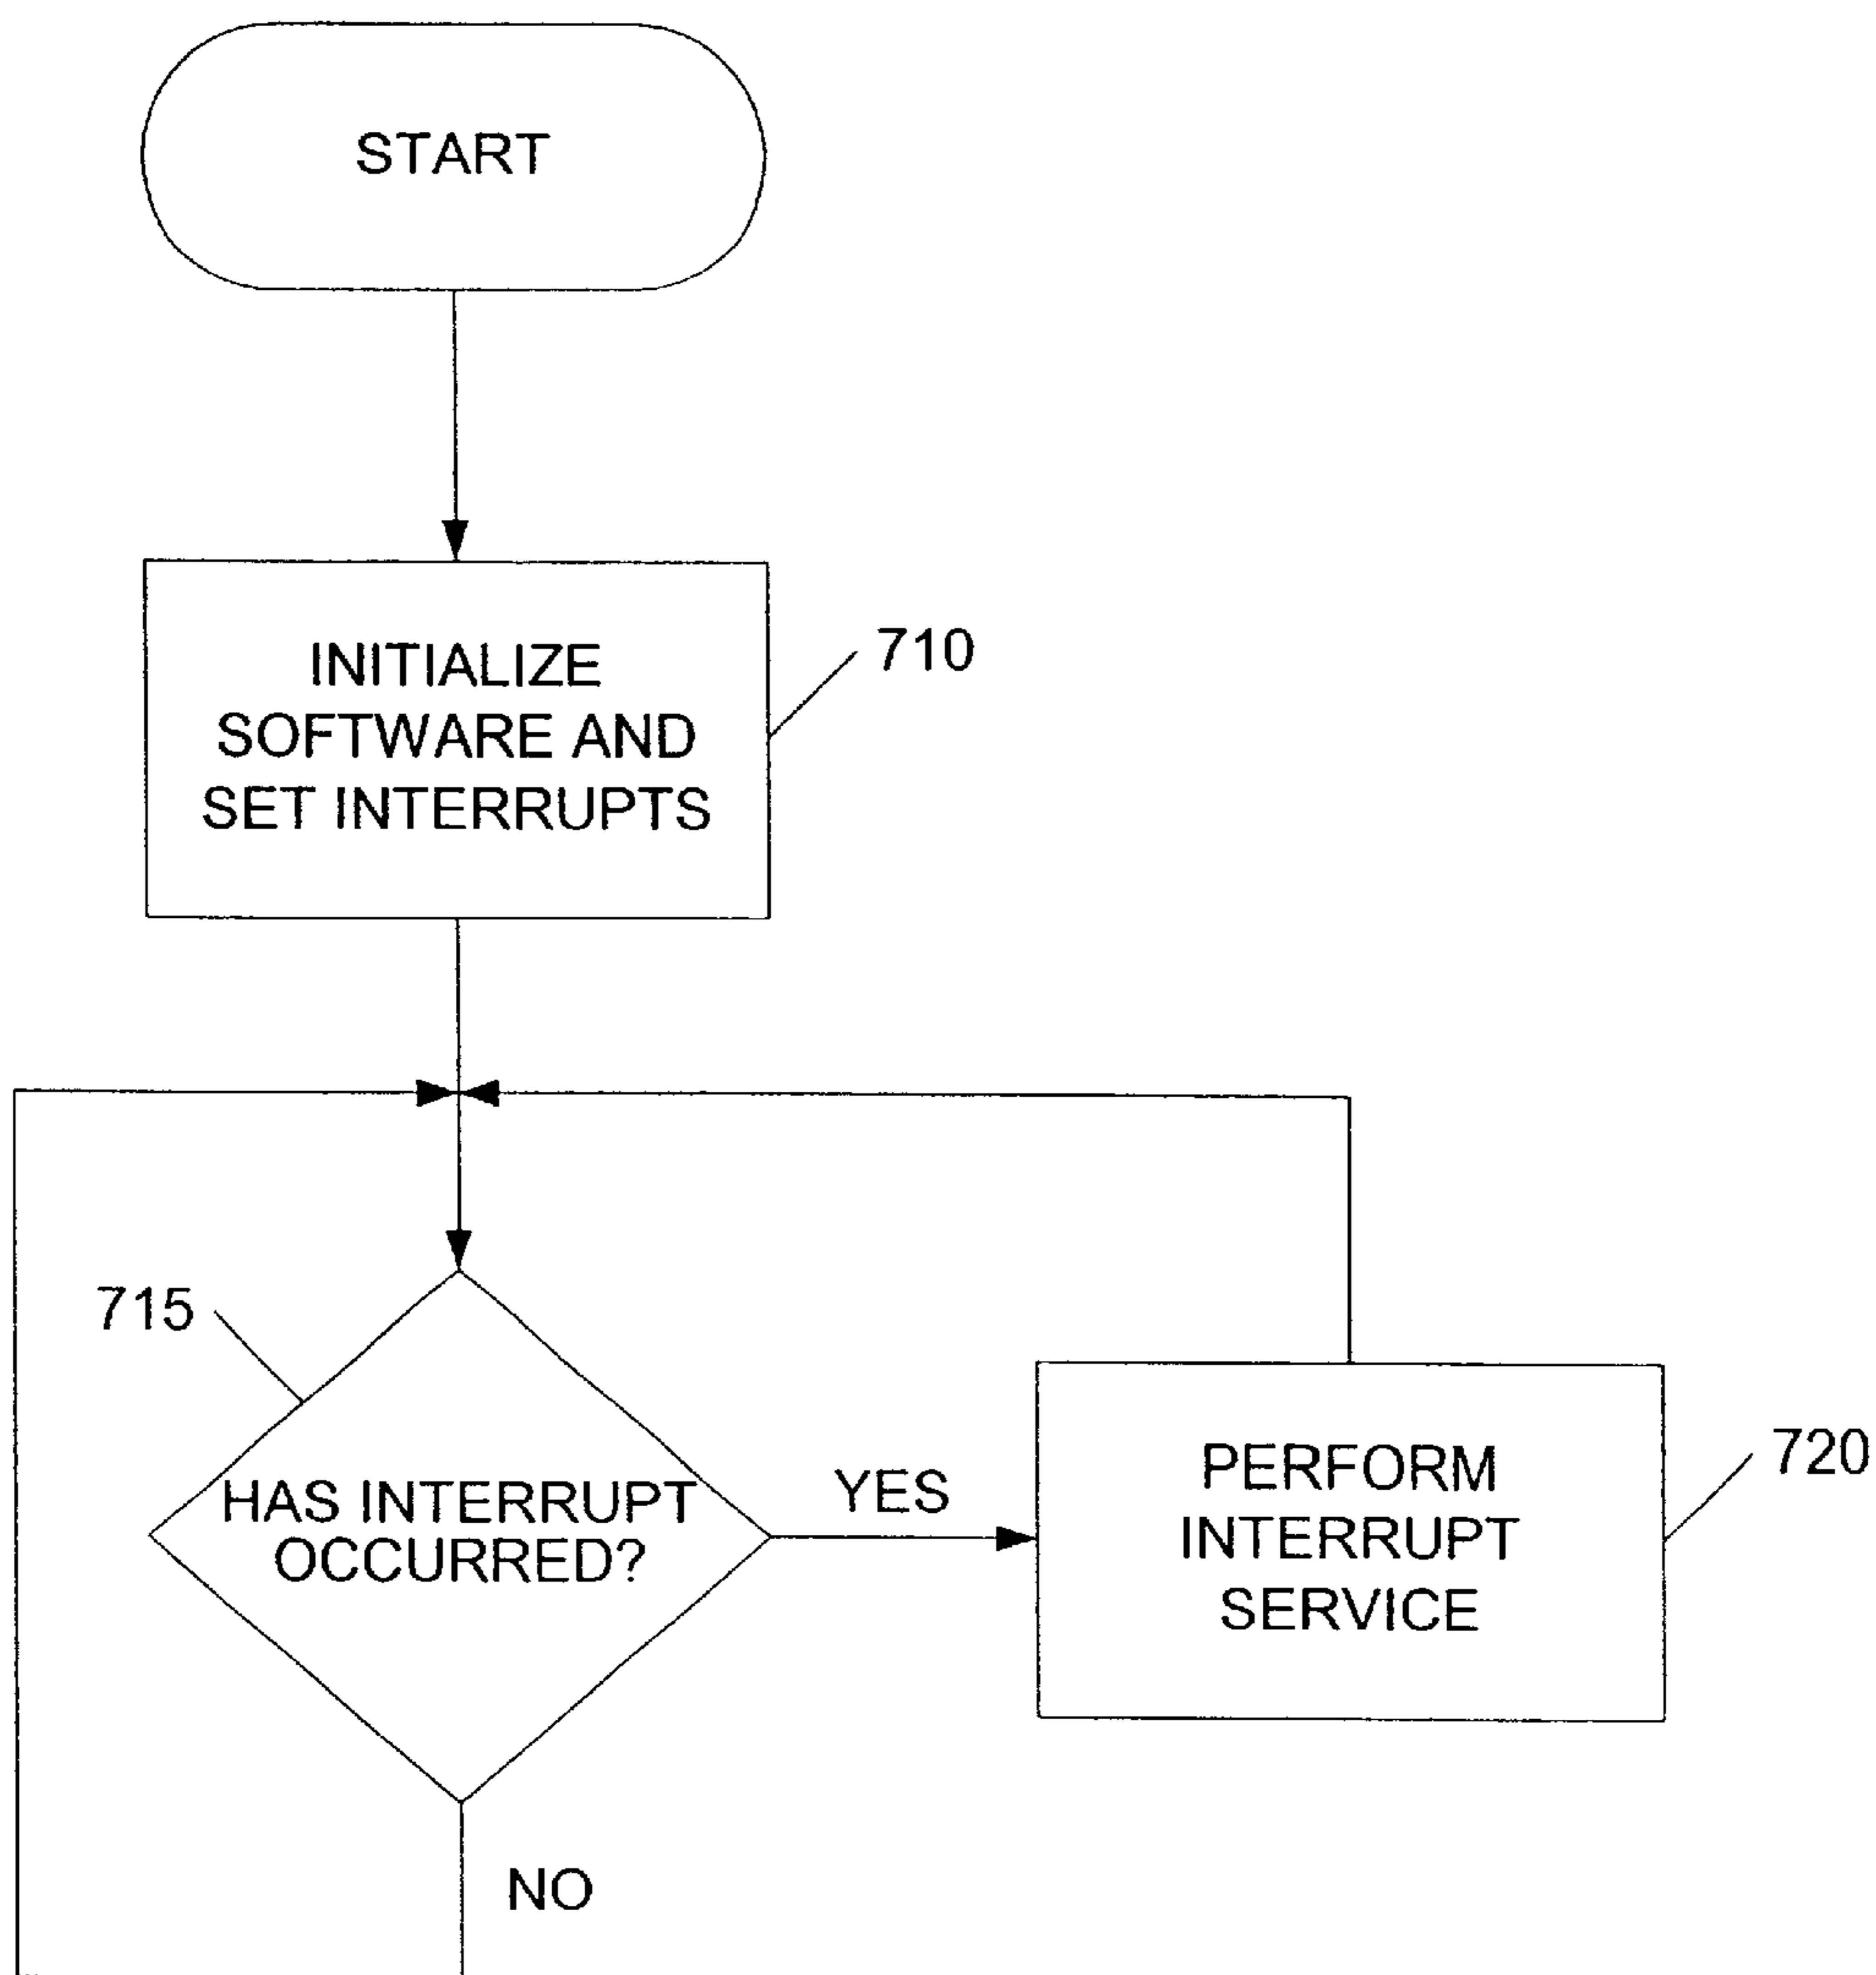 START
INITIALIZE
SOFTWARE AND
SET INTERRUPTS
710
715
HAS INTERRUPT
OCCURRED?
YES
PERFORM
INTERRUPT
SERVICE
720
NO